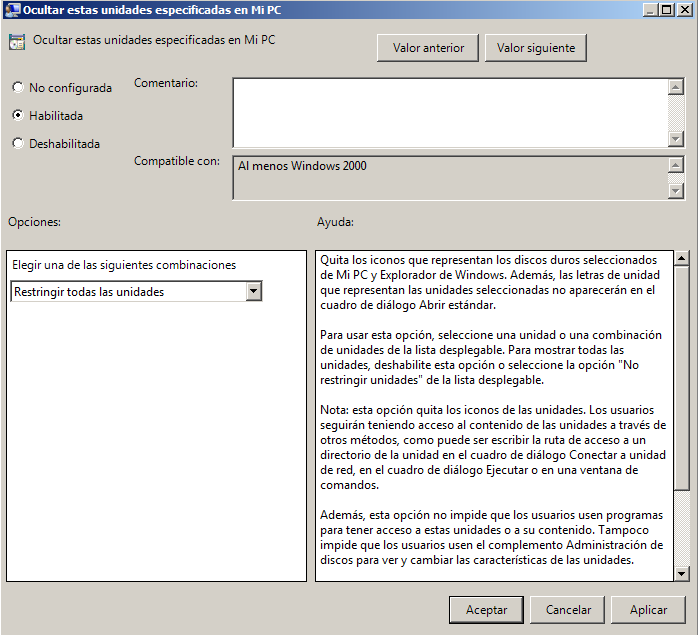 Ocultar estas unidades especificadas en Mi PC
Ocultar estas unidades especificadas en Mi PC
Valor anterior
Valor siguiente
No configurada
Habilitada
Deshabilitada
Comentario:
Compatible con:
Al menos Windows 2000
Opciones:
Ayuda:
Elegir una de las siguientes combinaciones
Restringir todas las unidades
Quita los iconos que representan los discos duros seleccionados
de Mi PC y Explorador de Windows. Además, las letras de unidad
que representan las unidades seleccionadas no aparecerán en el
cuadro de diálogo Abrir estándar.
Para usar esta opción, seleccione una unidad o una combinación
de unidades de la lista desplegable. Para mostrar todas las
unidades, deshabilite esta opción o seleccione la opción "No
restringir unidades" de la lista desplegable.
Nota: esta opción quita los iconos de las unidades. Los usuarios
seguirán teniendo acceso al contenido de las unidades a través de
otros métodos, como puede ser escribir la ruta de acceso a un
directorio de la unidad en el cuadro de diálogo Conectar a unidad
de red, en el cuadro de diálogo Ejecutar o en una ventana de
comandos.
Además, esta opción no impide que los usuarios usen programas
para tener acceso a estas unidades o a su contenido. Tampoco
impide que los usuarios usen el complemento Administración de
discos para ver y cambiar las características de las unidades.
Aceptar
Cancelar
Aplicar